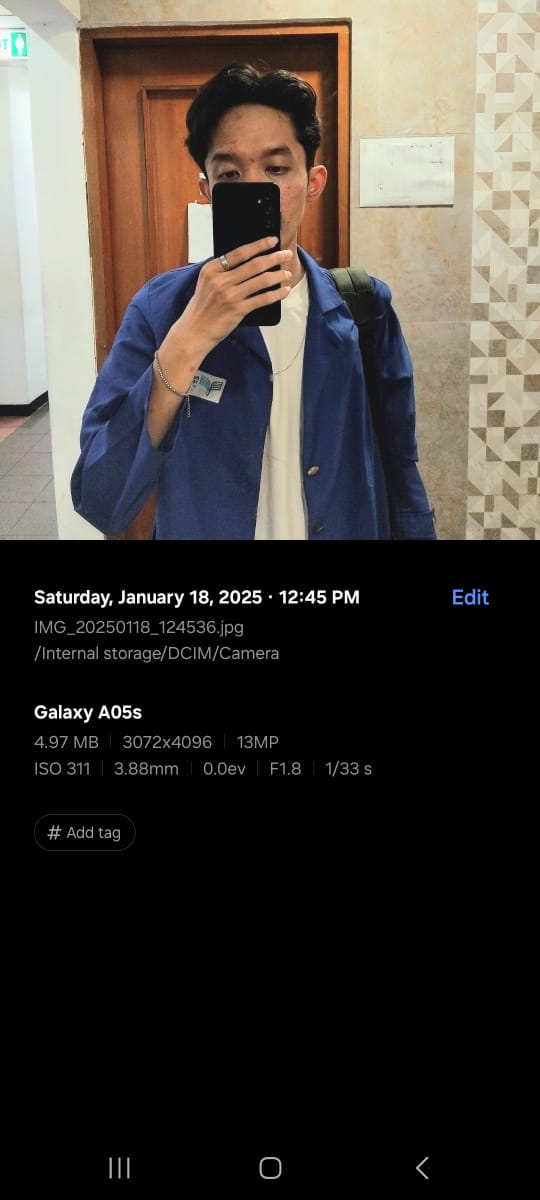 Saturday, January 18, 2025 · 12:45 PM
Edit
IMG_20250118_124536.jpg
/Internal storage/DCIM/Camera
Galaxy A05s
4.97 MB | 3072x4096 | 13MP
ISO 311 | 3.88mm | 0.0ev | F1.8 | 1/33 s
# Add tag